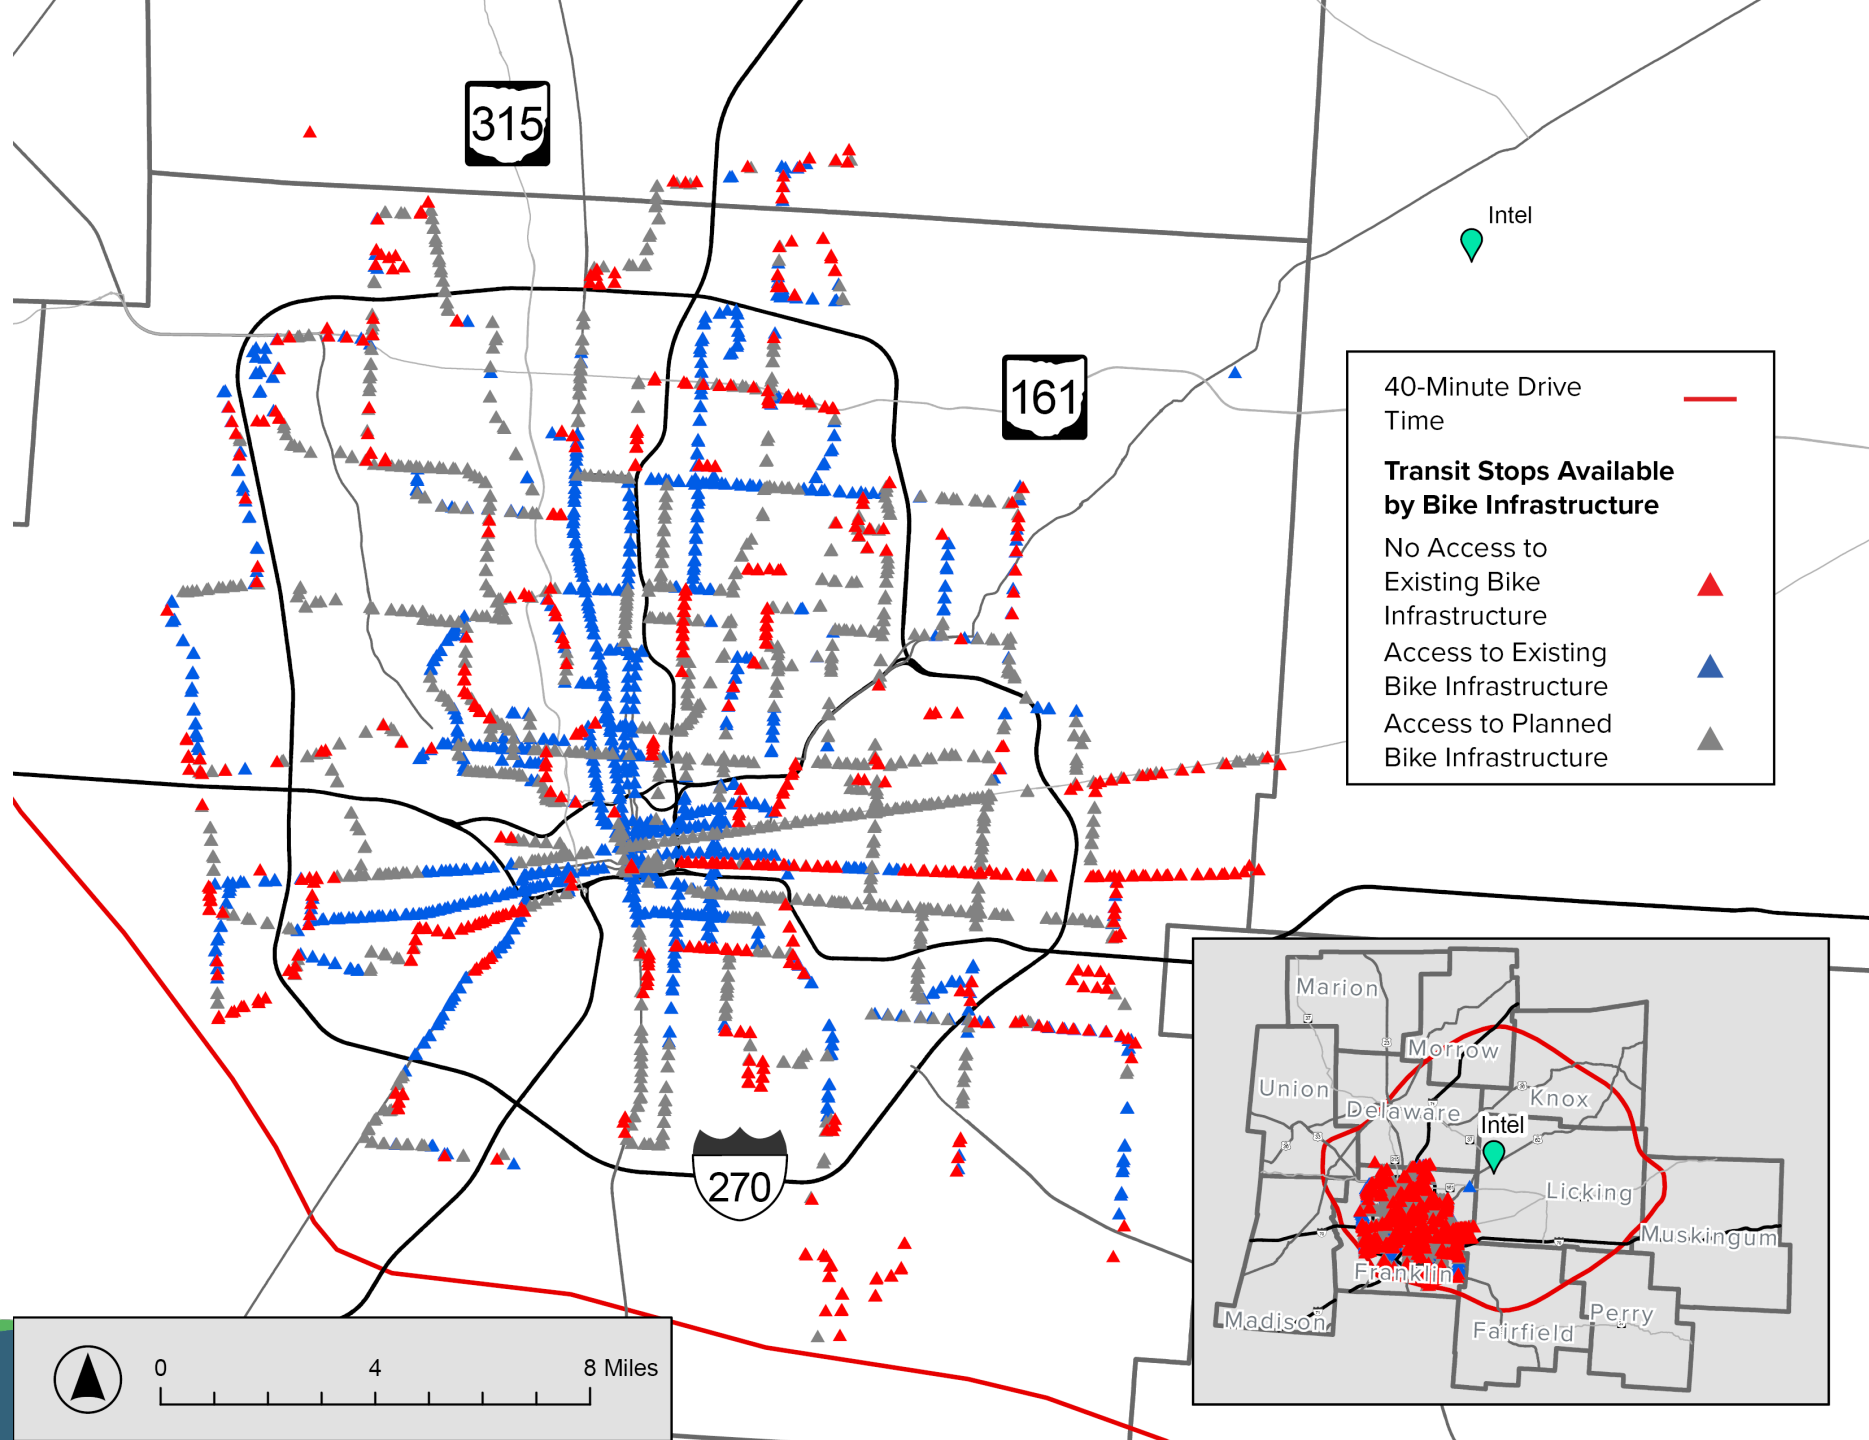 315
Intel
161
40-Minute Drive
Time
Transit Stops Available
by Bike Infrastructure
No Access to
Existing Bike
Infrastructure
Access to Existing
Bike Infrastructure
Access to Planned
Bike Infrastructure
270
0
4
8 Miles
Marion
Morrow
Union
Knox
Delaware
Intel
Licking
Muskingum
Franklin
Madison
Perry
Fairfield